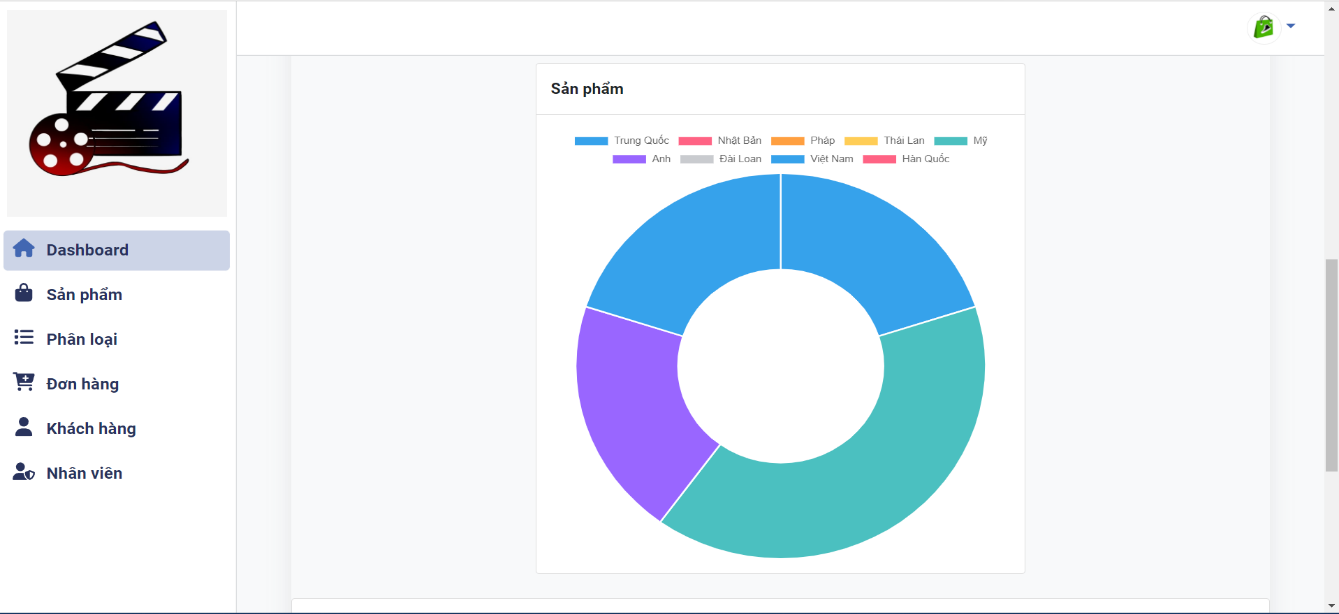 Dashboard
Sản phẩm
Phân loại
Đơn hàng
Khách hàng
Nhân viên
Sản phẩm
Trung Quốc Nhật Bản Pháp Thái Lan Mỹ
Anh Đài Loan Việt Nam Hàn Quốc